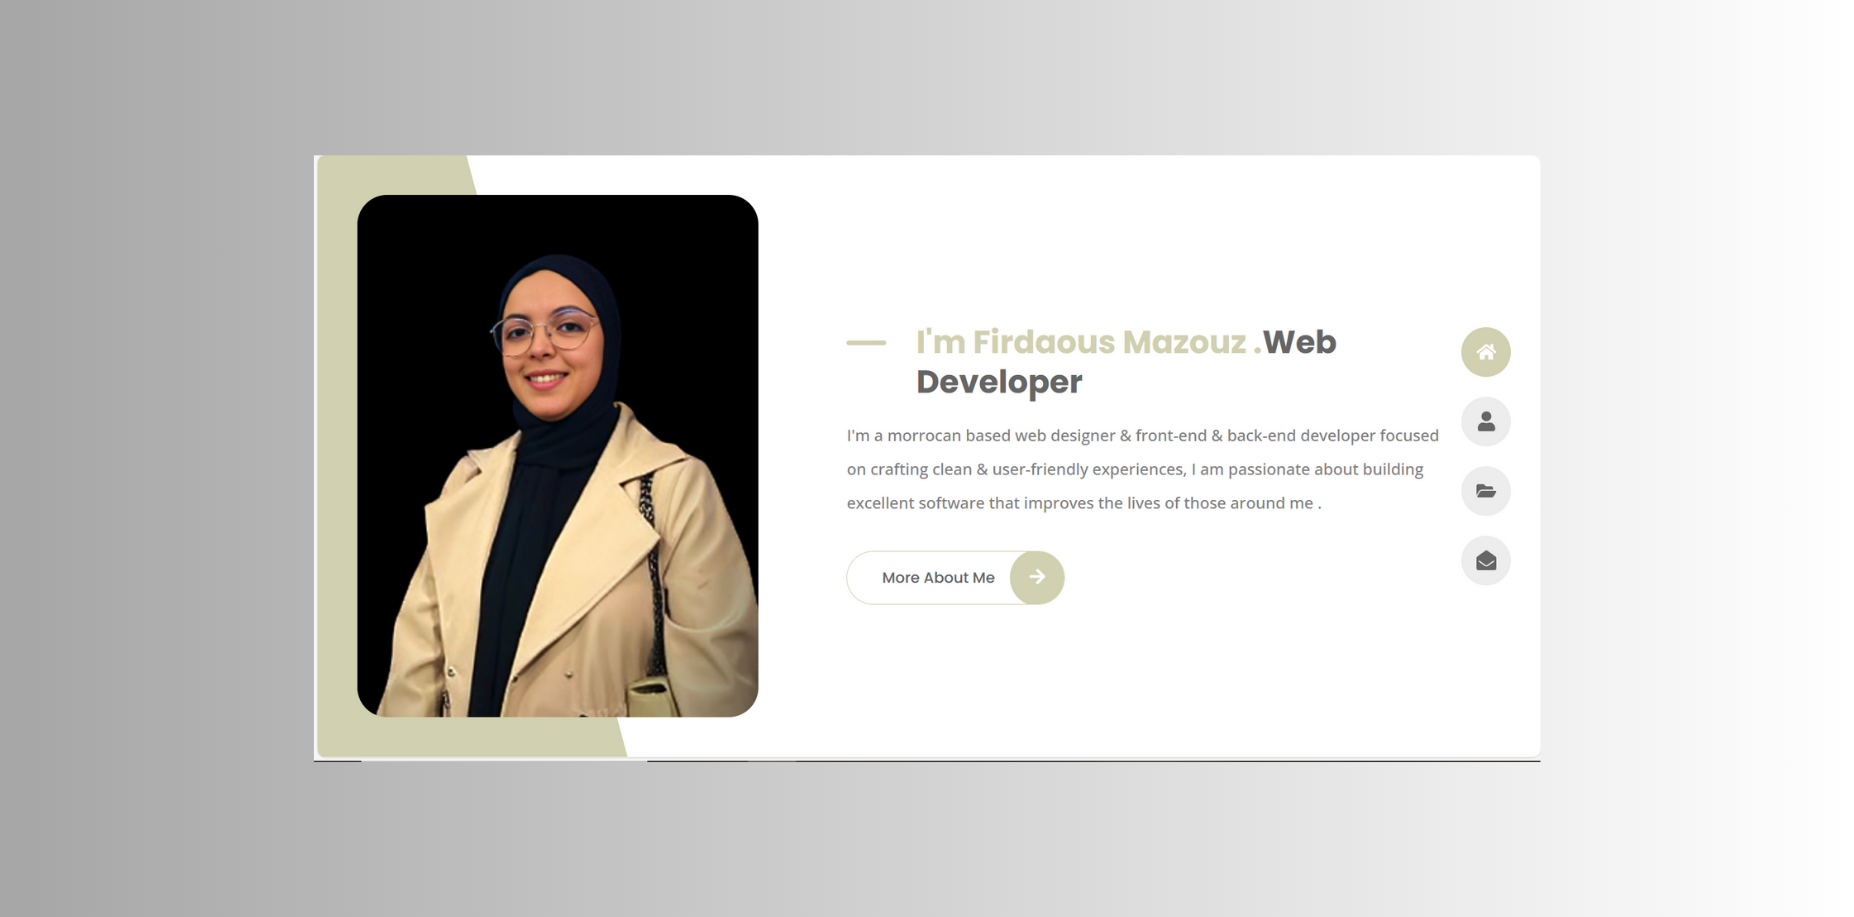 I'm Firdaous Mazouz .Web
Developer
I'm a morrocan based web designer & front-end & back-end developer focused
on crafting clean & user-friendly experiences, I am passionate about building
excellent software that improves the lives of those around me .
More About Me